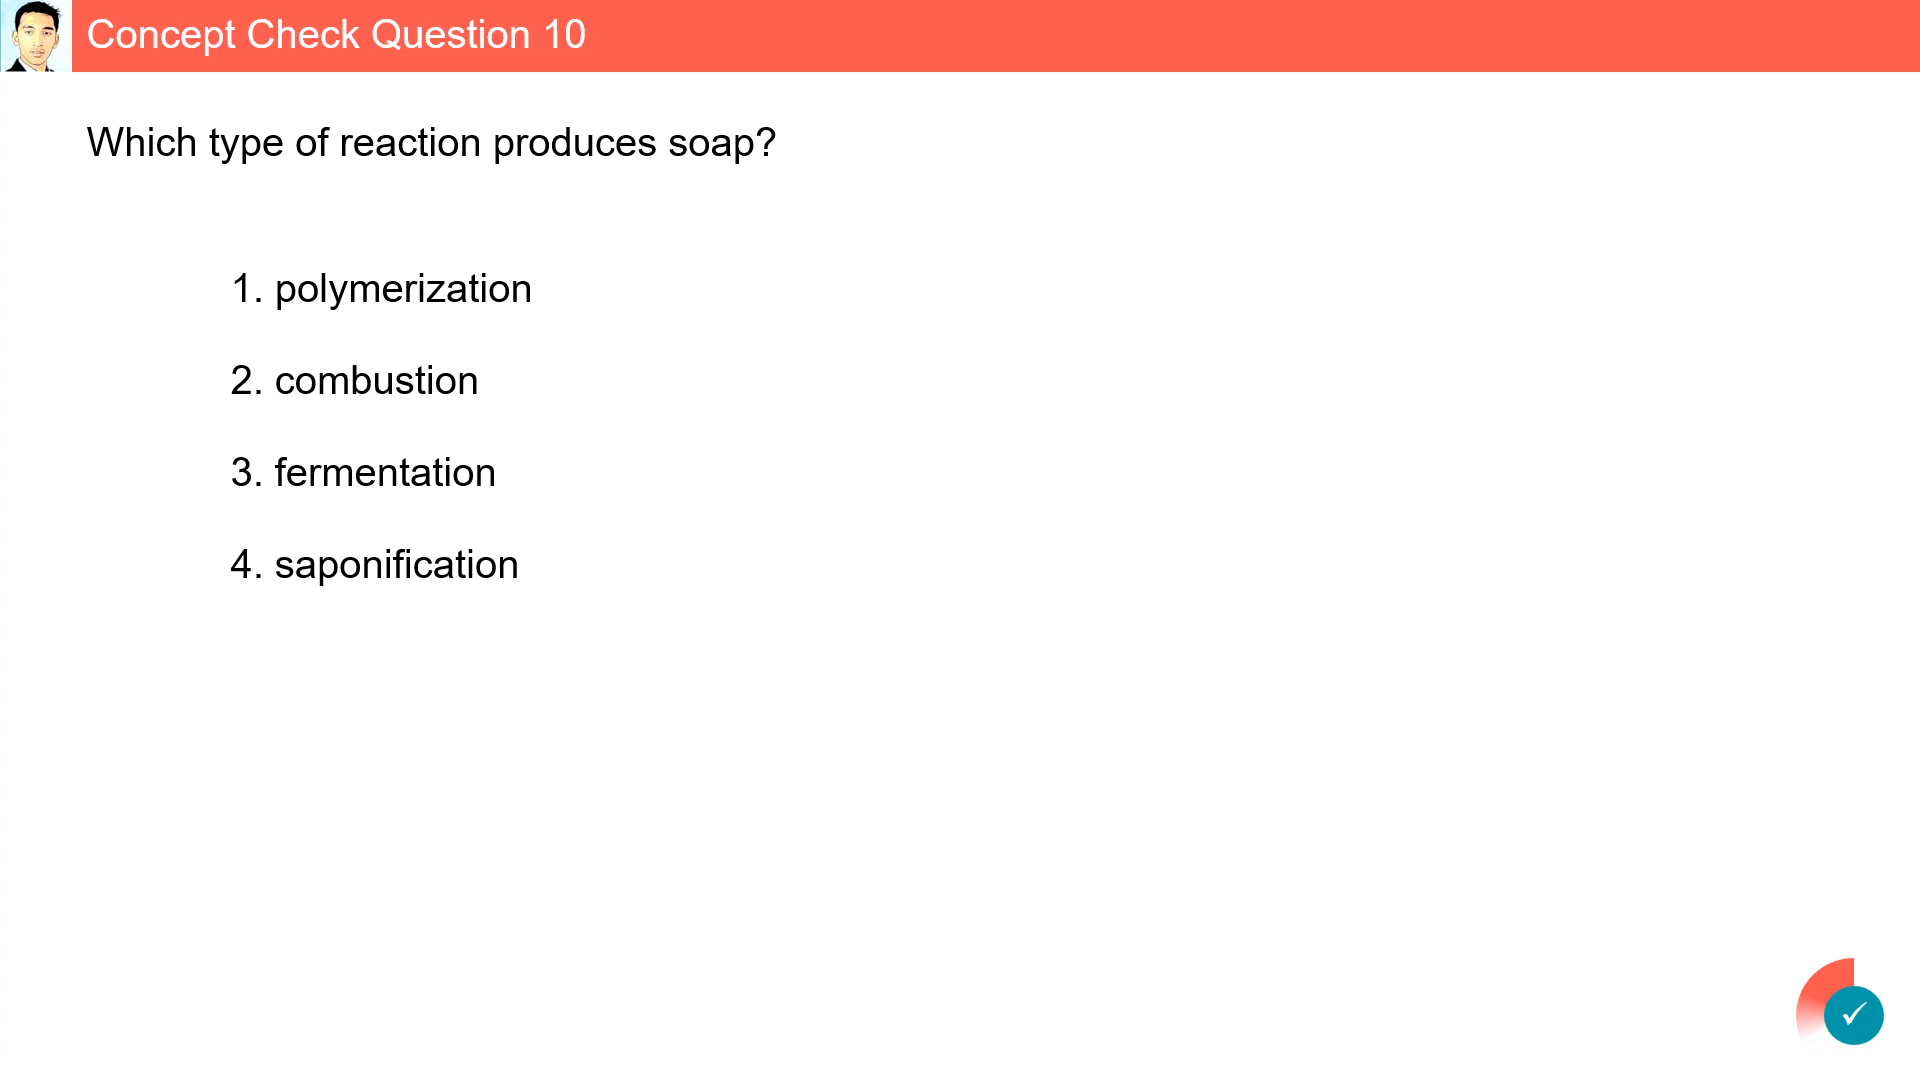 Concept Check Question 10
Which type of reaction produces soap?
1. polymerization
2. combustion
3. fermentation
4. saponification